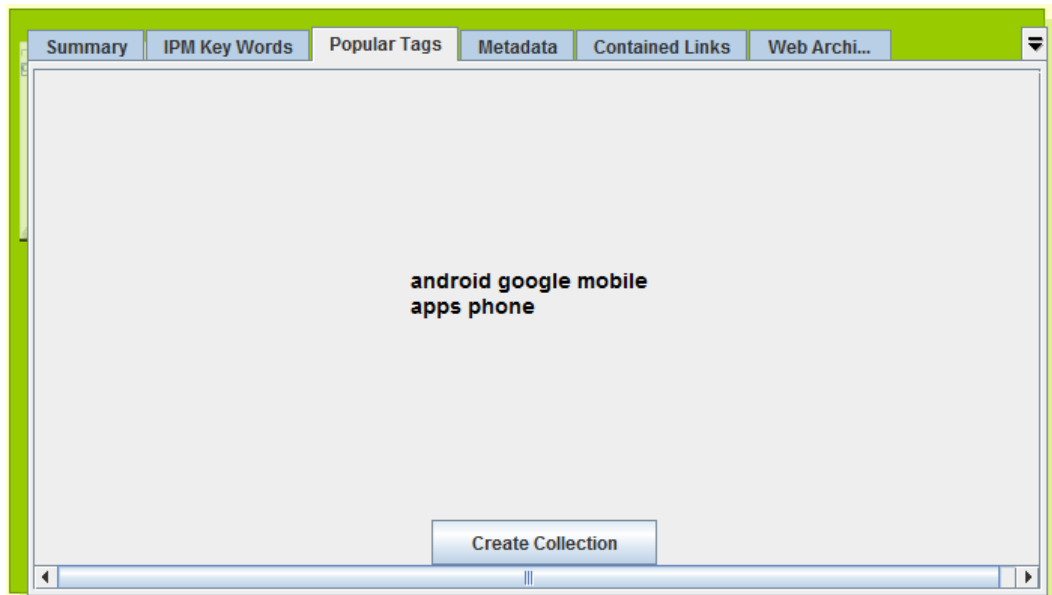 Summary IPM Key Words Popular Tags Metadata Contained Links Web Archi...
android google mobile
apps phone
Create Collection